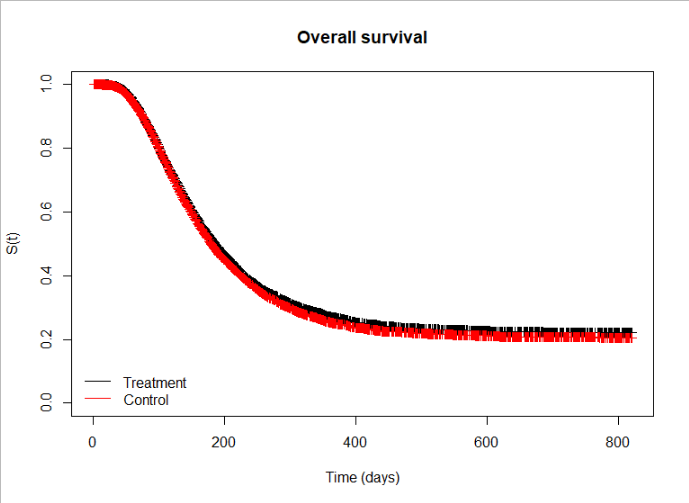 Overall survival
S(t)
1.0
0.8
0.6
0.4
0.2
0.0
Treatment
Control
0 200 400 600 800
Time (days)